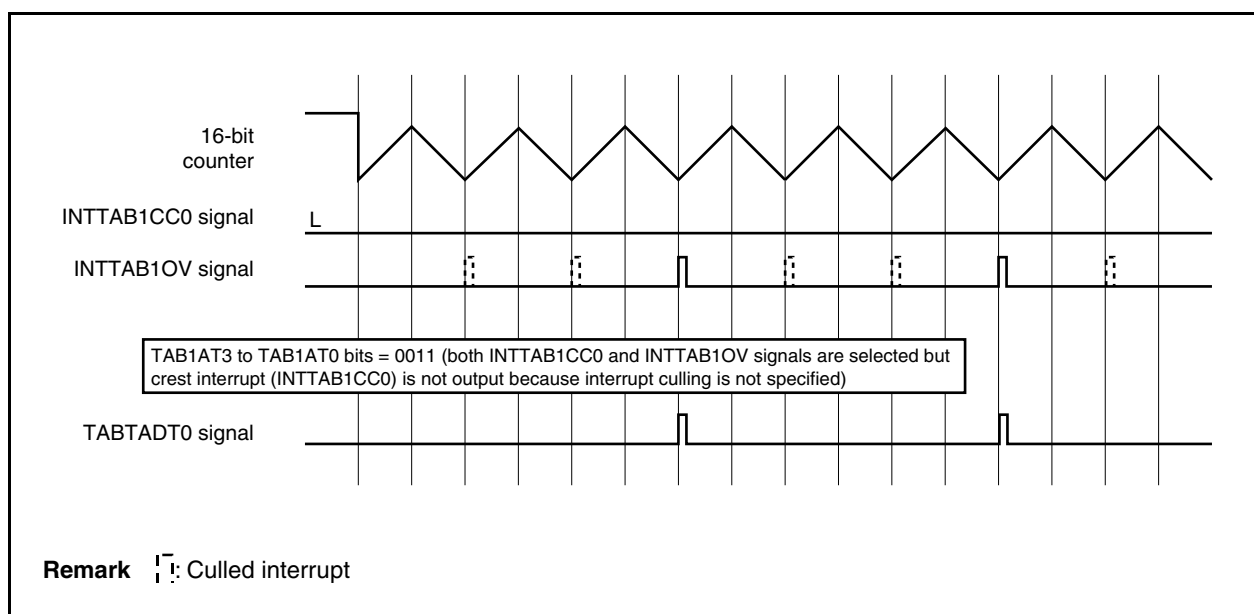 16-bit
counter
INTTAB1CC0 signal
L
INTTAB1OV signal
TAB1AT3 to TAB1AT0 bits = 0011 (both INTTAB1CC0 and INTTAB1OV signals are selected but
crest interrupt (INTTAB1CC0) is not output because interrupt culling is not specified)
TABTADT0 signal
Remark : Culled interrupt